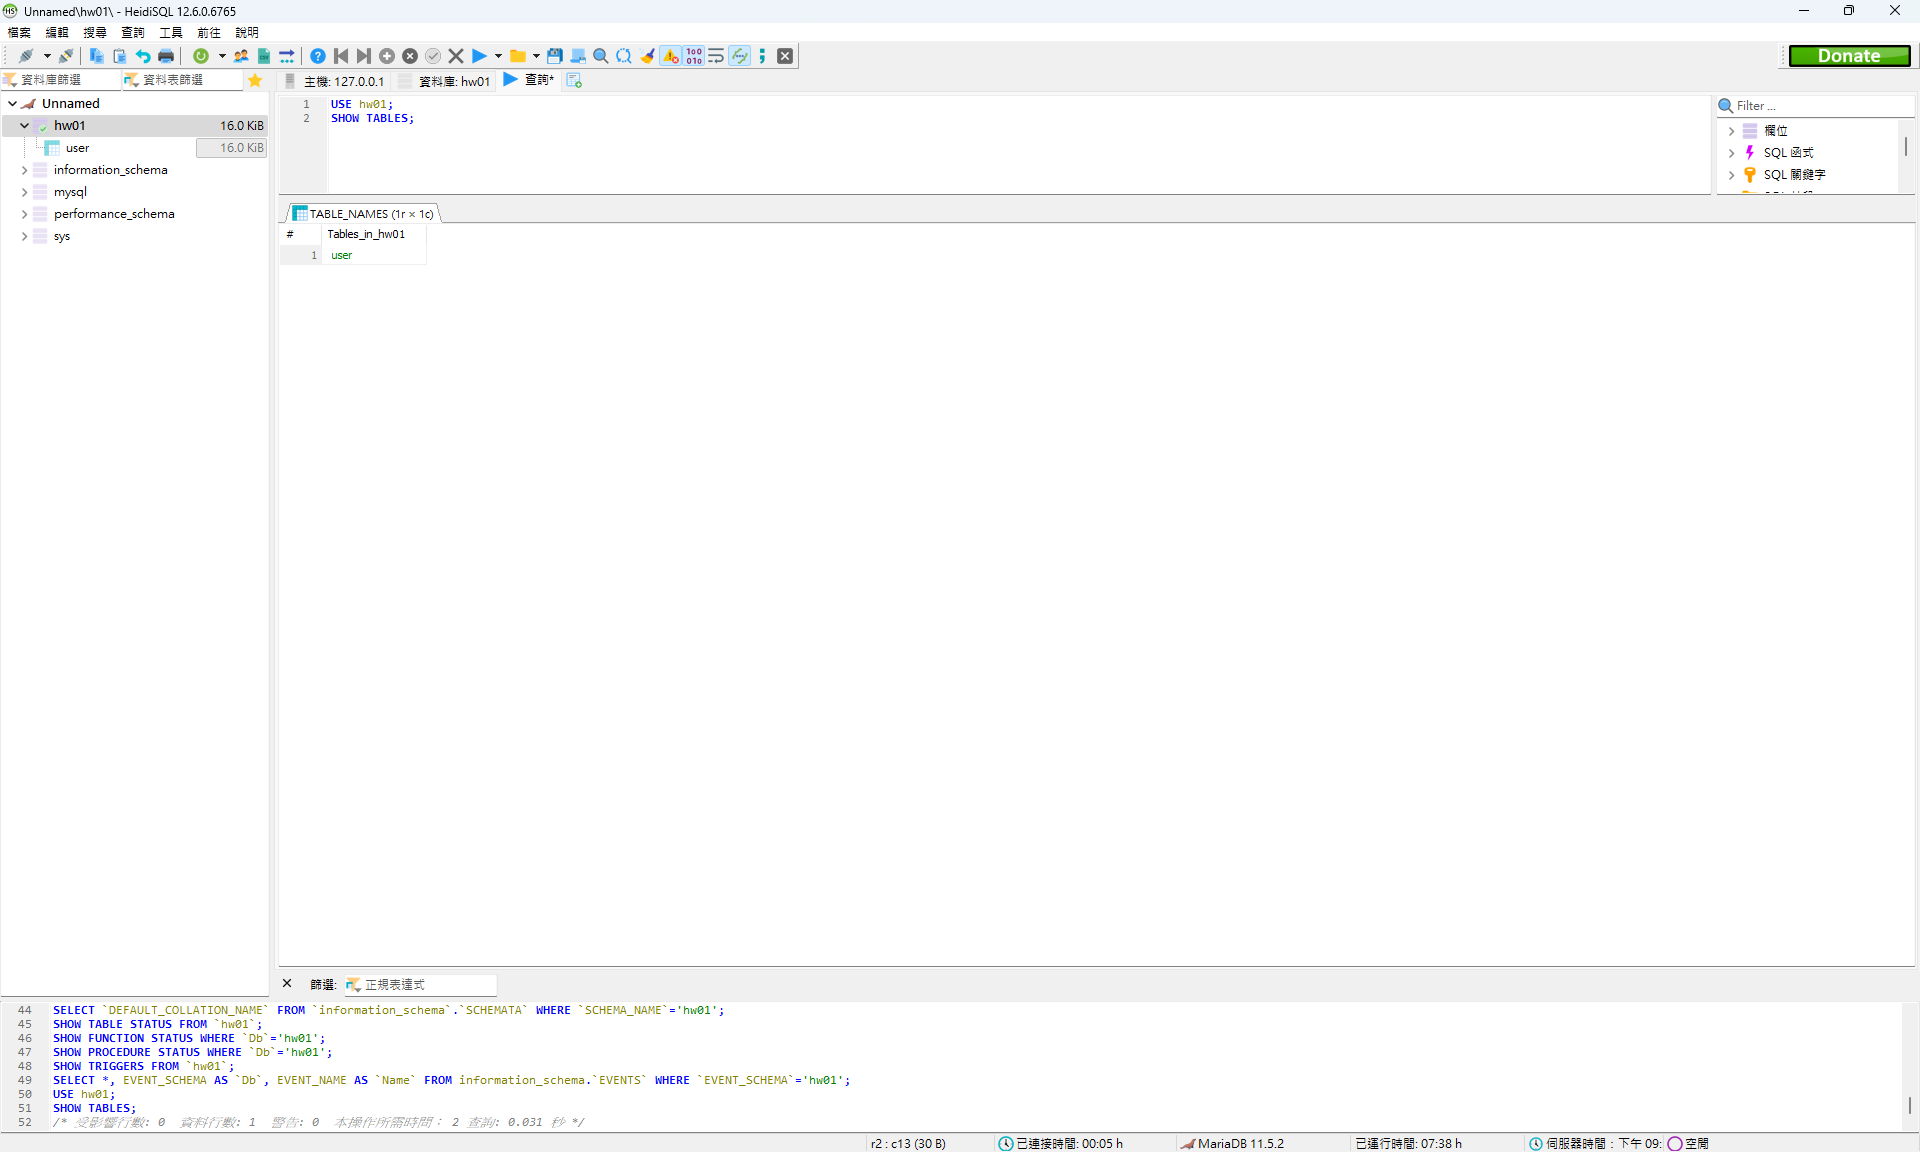 Unnamed\hw01\ - HeidiSQL 12.6.0.6765
檔案 編輯 搜尋 查詢 工具 前往 說明
Donate
資料庫篩選 資料表篩選
主機: 127.0.0.1 資料庫: hw01 查詢*
Unnamed
hw01 16.0 KiB
user 16.0 KiB
information_schema
mysql
performance_schema
sys
1 USE hw01;
2 SHOW TABLES;
Filter ...
欄位
SQL 函式
SQL 關鍵字
TABLE_NAMES (1r × 1c)
# Tables_in_hw01
1 user
篩選: 正規表達式
44 SELECT `DEFAULT_COLLATION_NAME` FROM `information_schema`.`SCHEMATA` WHERE `SCHEMA_NAME`='hw01';
45 SHOW TABLE STATUS FROM `hw01`;
46 SHOW FUNCTION STATUS WHERE `Db`='hw01';
47 SHOW PROCEDURE STATUS WHERE `Db`='hw01';
48 SHOW TRIGGERS FROM `hw01`;
49 SELECT *, EVENT_SCHEMA AS `Db`, EVENT_NAME AS `Name` FROM information_schema.`EVENTS` WHERE `EVENT_SCHEMA`='hw01';
50 USE hw01;
51 SHOW TABLES;
52 /* 受影響行數: 0 資料行數: 1 警告: 0 本操作所需時間： 2 查詢: 0.031 秒 */
r2 : c13 (30 B) 已連接時間: 00:05 h MariaDB 11.5.2 已運行時間: 07:38 h 伺服器時間：下午 09: 空閒